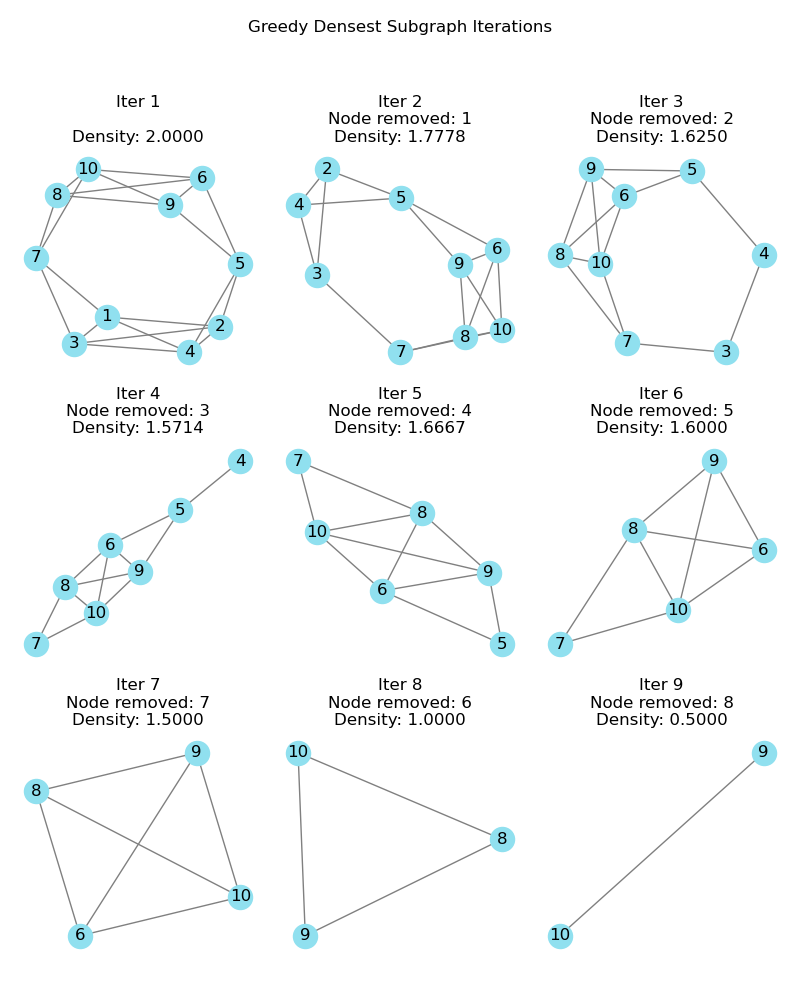 Greedy Densest Subgraph Iterations
Iter 1
Density: 2.0000
10
6
8
9
7
5
1
2
3
4
Iter 2
Node removed: 1
Density: 1.7778
2
5
4
6
9
3
10
8
7
Iter 3
Node removed: 2
Density: 1.6250
9
5
6
8
4
10
7
3
Iter 4
Node removed: 3
Density: 1.5714
4
5
6
9
8
10
7
Iter 5
Node removed: 4
Density: 1.6667
7
8
10
9
6
5
Iter 6
Node removed: 5
Density: 1.6000
9
8
6
10
7
Iter 7
Node removed: 7
Density: 1.5000
9
8
10
6
Iter 8
Node removed: 6
Density: 1.0000
10
8
9
Iter 9
Node removed: 8
Density: 0.5000
9
10